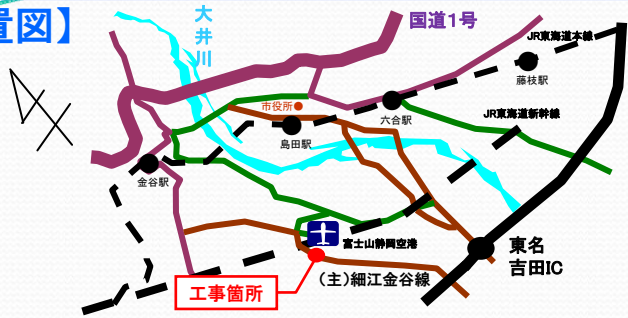 置図】
大井川
国道1号
JR東海道本線
藤枝駅
市役所
六合駅
JR東海道新幹線
島田駅
金谷駅
富士山静岡空港
東名
吉田IC
(主)細江金谷線
工事箇所